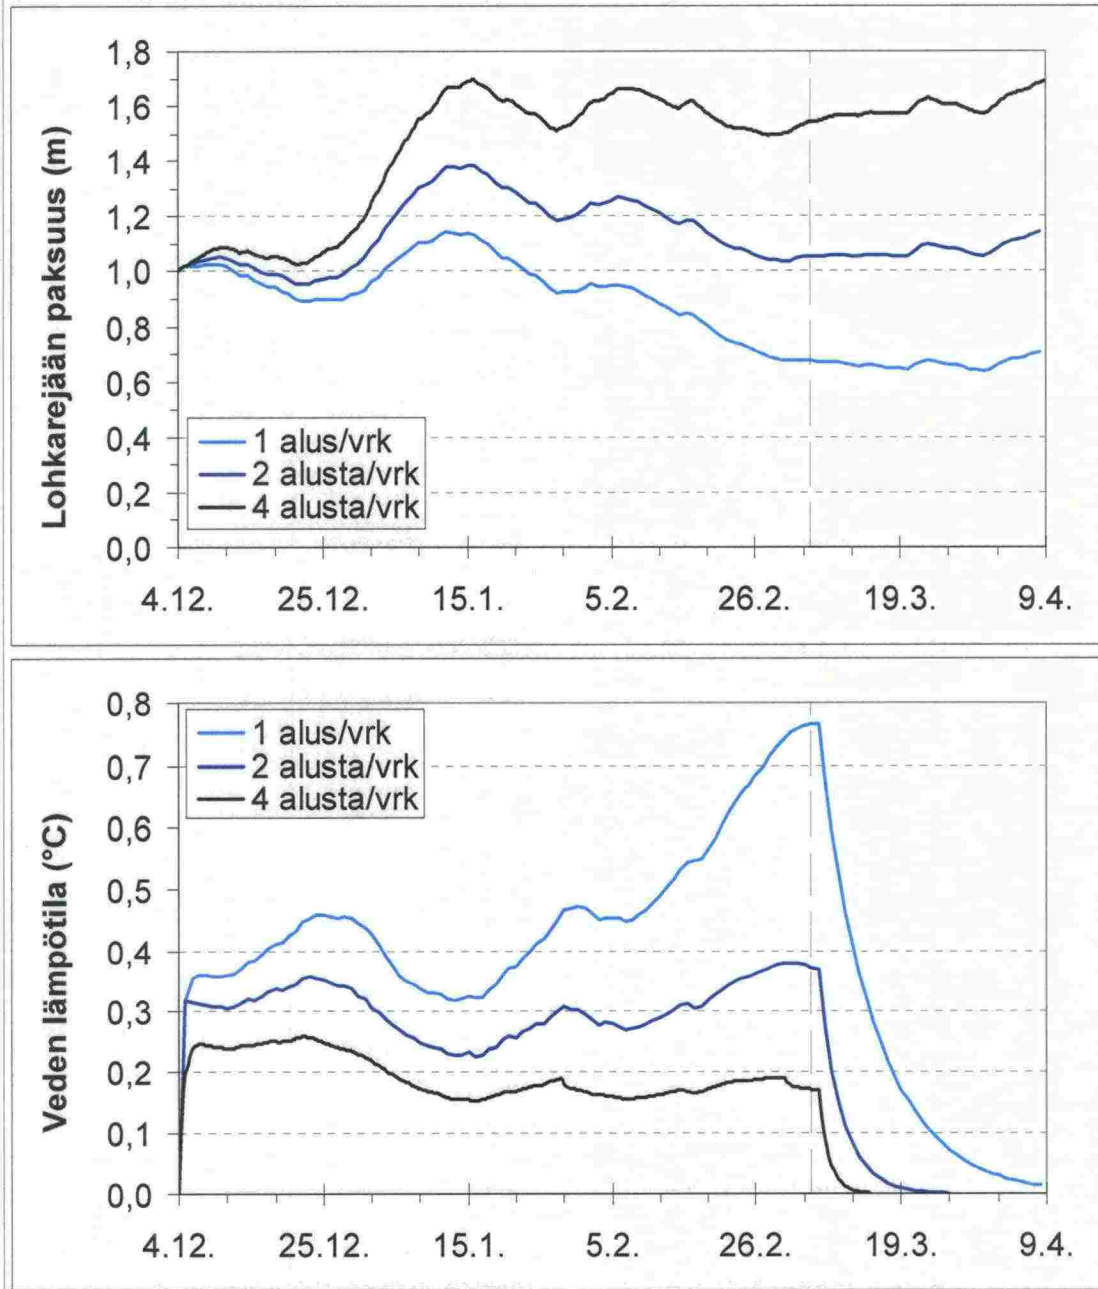 Lohkarejään paksuus (m)
1,8
1,6
1,4
1,2
1,0
0,8
0,6
0,4
0,2
0,0
1 alus/vrk
2 alusta/vrk
4 alusta/vrk
4.12. 25.12. 15.1. 5.2. 26.2. 19.3. 9.4.
Veden lämpötila (°C)
0,8
0,7
0,6
0,5
0,4
0,3
0,2
0,1
0,0
1 alus/vrk
2 alusta/vrk
4 alusta/vrk
4.12. 25.12. 15.1. 5.2. 26.2. 19.3. 9.4.